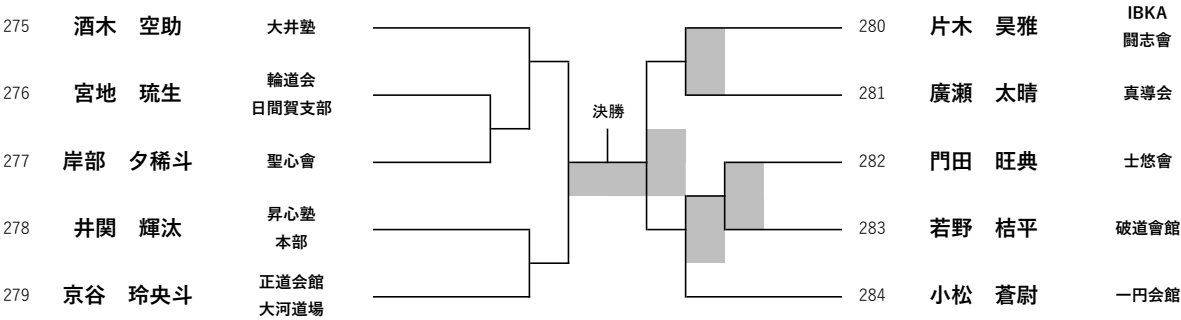 275 酒木　空助 大井塾
276 宮地　琉生 輪道会
日間賀支部
277 岸部　夕稀斗 聖心會
278 井関　輝汰 昇心塾
本部
279 京谷　玲央斗 正道会館
大河道場
決勝
280 片木　昊雅 IBKA
闘志會
281 廣瀬　太晴 真導会
282 門田　旺典 士悠會
283 若野　桔平 破道會館
284 小松　蒼尉 一円会館